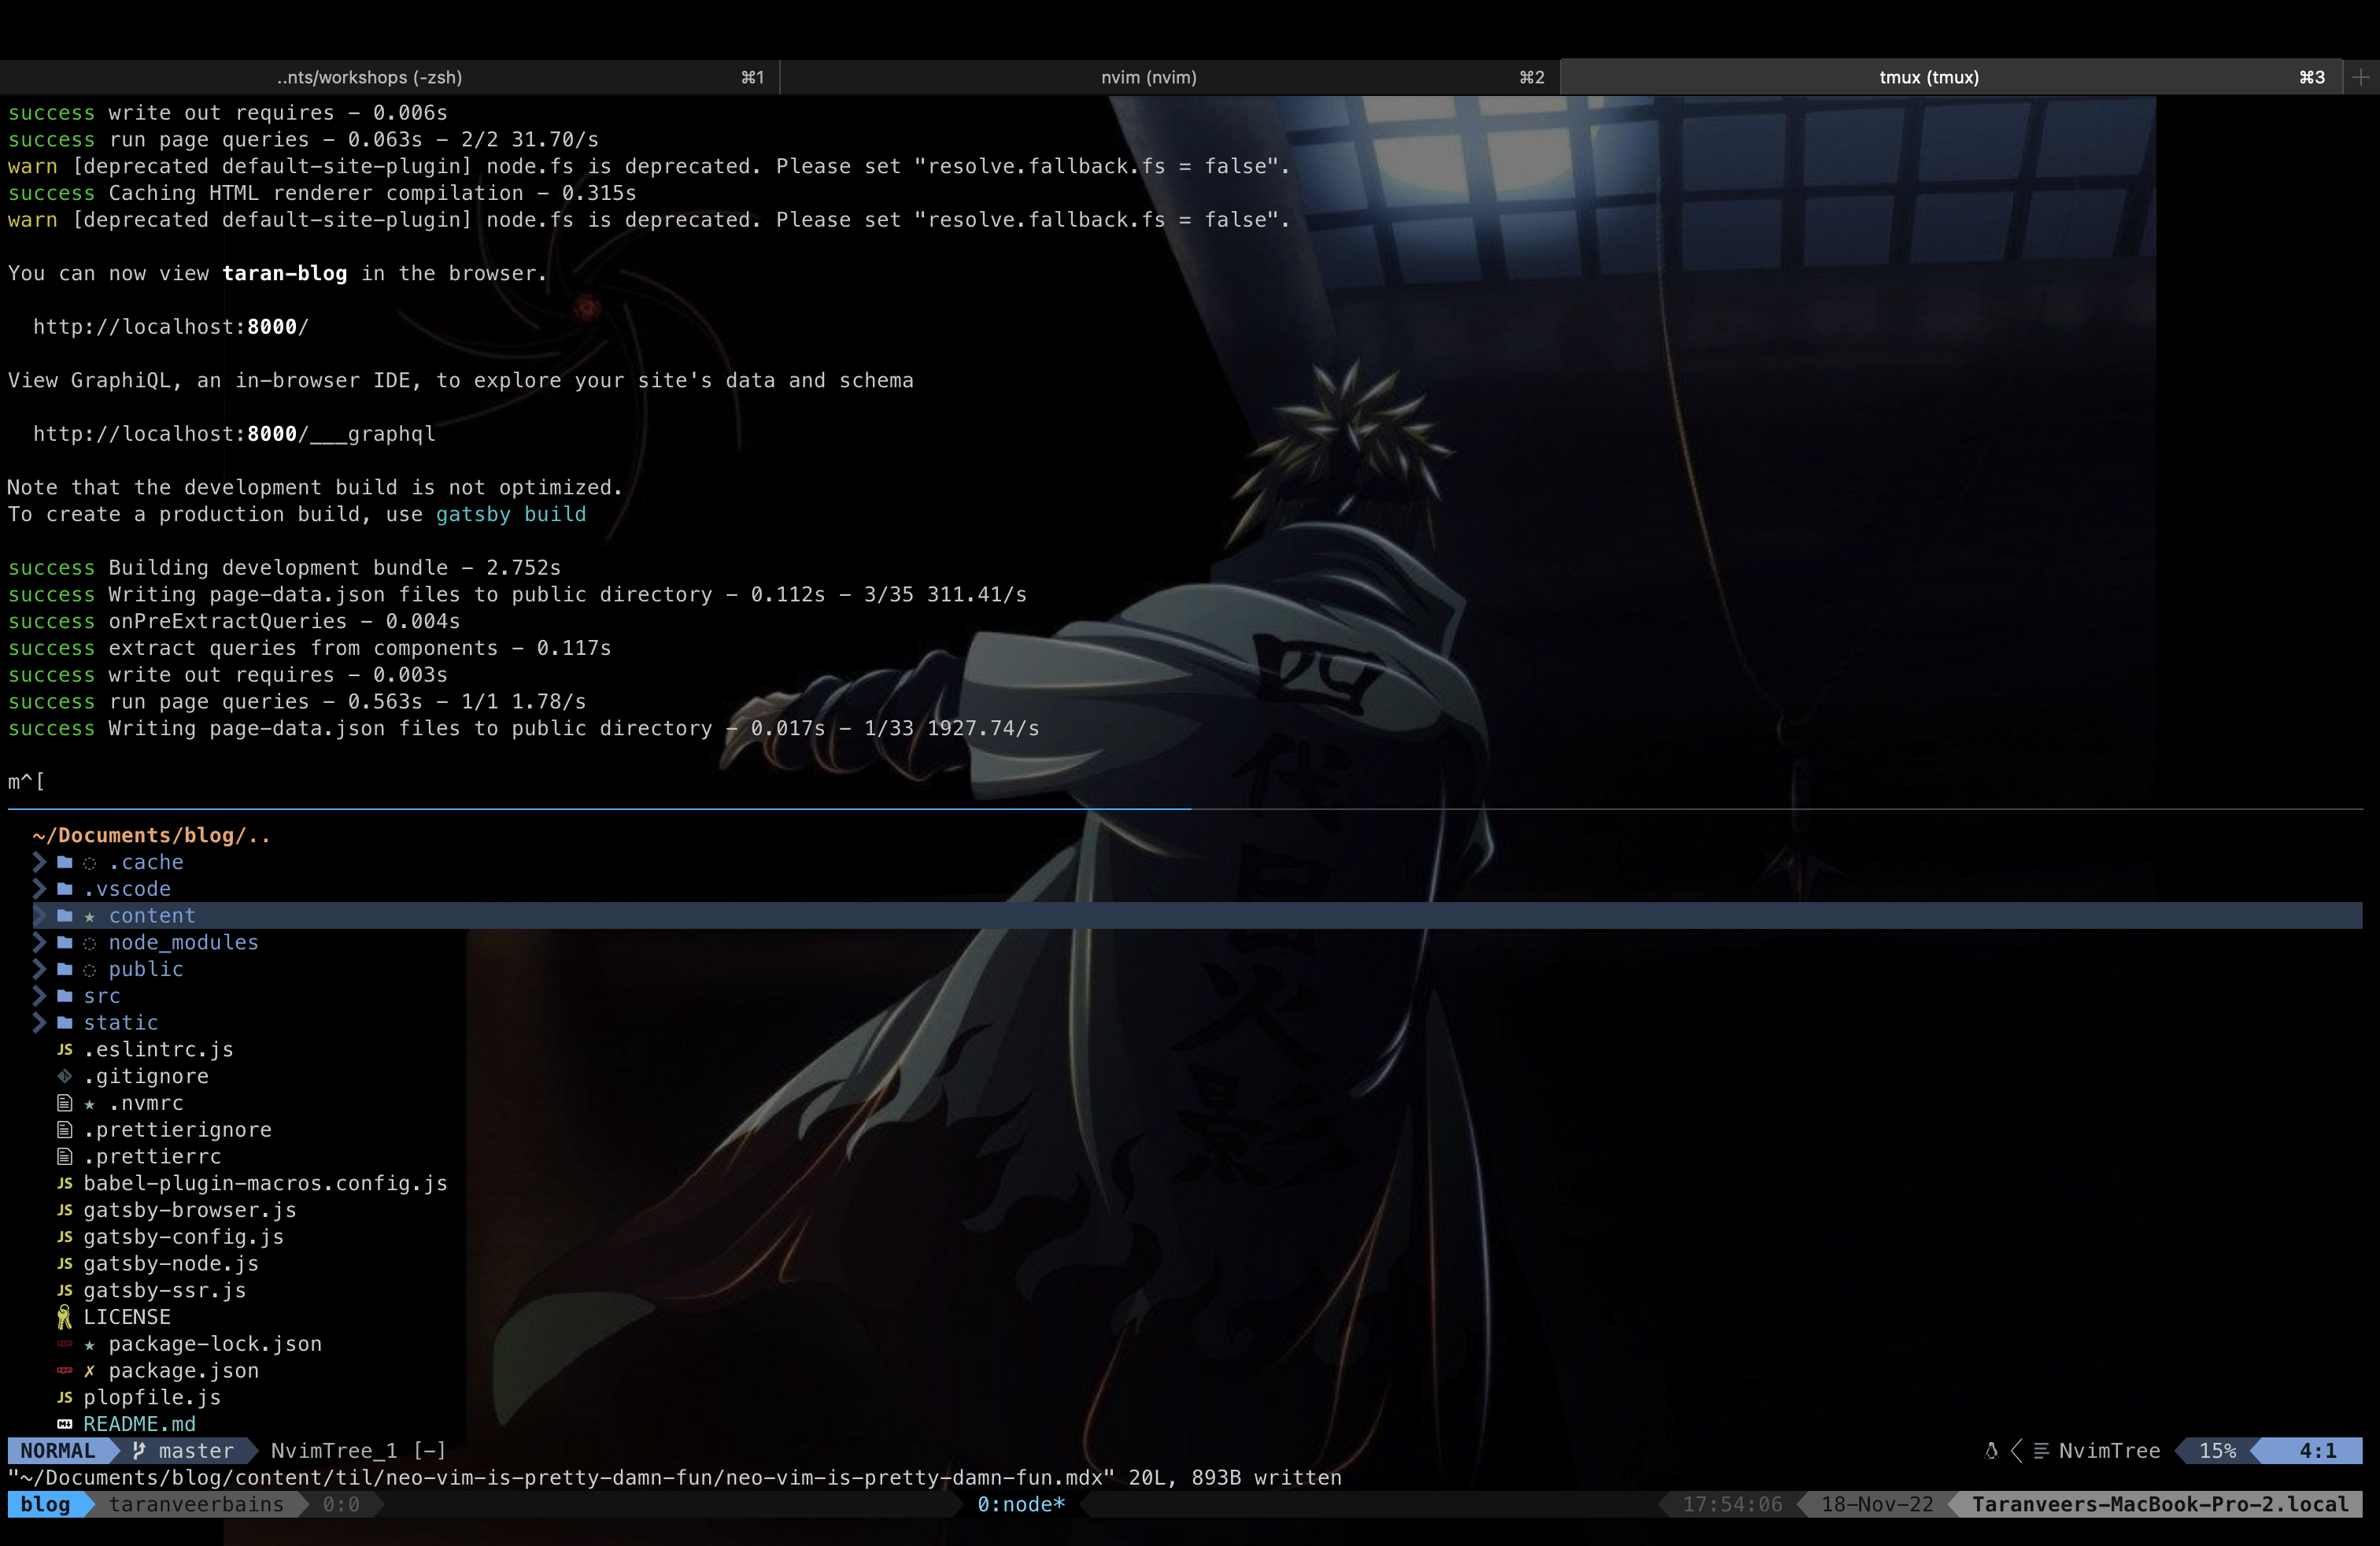 ..nts/workshops (-zsh) ⌘1 nvim (nvim) ⌘2 tmux (tmux) ⌘3 +
success write out requires - 0.006s
success run page queries - 0.063s - 2/2 31.70/s
warn [deprecated default-site-plugin] node.fs is deprecated. Please set "resolve.fallback.fs = false".
success Caching HTML renderer compilation - 0.315s
warn [deprecated default-site-plugin] node.fs is deprecated. Please set "resolve.fallback.fs = false".
You can now view taran-blog in the browser.
http://localhost:8000/
View GraphiQL, an in-browser IDE, to explore your site's data and schema
http://localhost:8000/___graphql
Note that the development build is not optimized.
To create a production build, use gatsby build
success Building development bundle - 2.752s
success Writing page-data.json files to public directory - 0.112s - 3/35 311.41/s
success onPreExtractQueries - 0.004s
success extract queries from components - 0.117s
success write out requires - 0.003s
success run page queries - 0.563s - 1/1 1.78/s
success Writing page-data.json files to public directory - 0.017s - 1/33 1927.74/s
m^[
四
代
目
火
影
~/Documents/blog/..
.cache
.vscode
★ content
node_modules
public
src
static
JS .eslintrc.js
.gitignore
★ .nvmrc
.prettierignore
.prettierrc
JS babel-plugin-macros.config.js
JS gatsby-browser.js
JS gatsby-config.js
JS gatsby-node.js
JS gatsby-ssr.js
LICENSE
★ package-lock.json
✗ package.json
JS plopfile.js
README.md
NORMAL master NvimTree_1 [-] NvimTree 15% 4:1
"~/Documents/blog/content/til/neo-vim-is-pretty-damn-fun/neo-vim-is-pretty-damn-fun.mdx" 20L, 893B written
blog taranveerbains 0:0 0:node* 17:54:06 18-Nov-22 Taranveers-MacBook-Pro-2.local